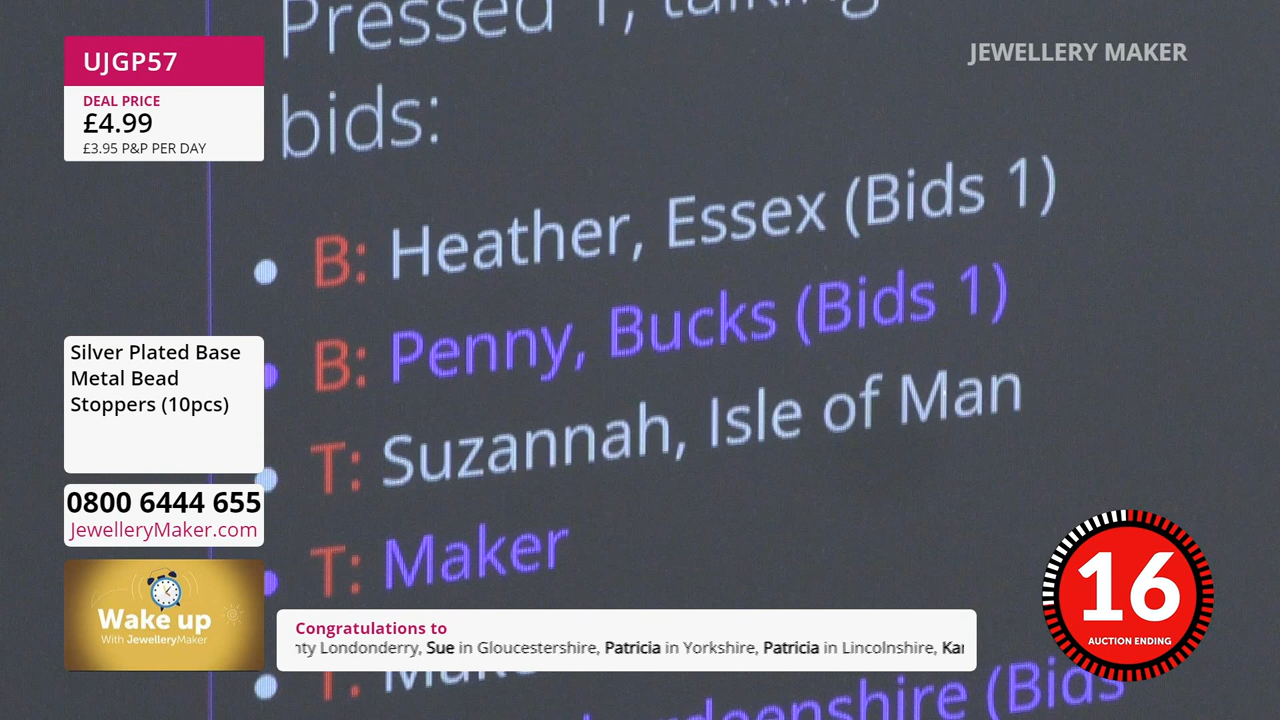 Pressed 1, talking
bids:
JEWELLERY MAKER
UJGP57
DEAL PRICE
£4.99
£3.95 P&P PER DAY
B: Heather, Essex (Bids 1)
B: Penny, Bucks (Bids 1)
T: Suzannah, Isle of Man
T: Maker
(Bids
Silver Plated Base
Metal Bead
Stoppers (10pcs)
0800 6444 655
JewelleryMaker.com
Wake up
With JewelleryMaker
Congratulations to
Londonderry, Sue in Gloucestershire, Patricia in Yorkshire, Patricia in Lincolnshire,
16
AUCTION ENDING